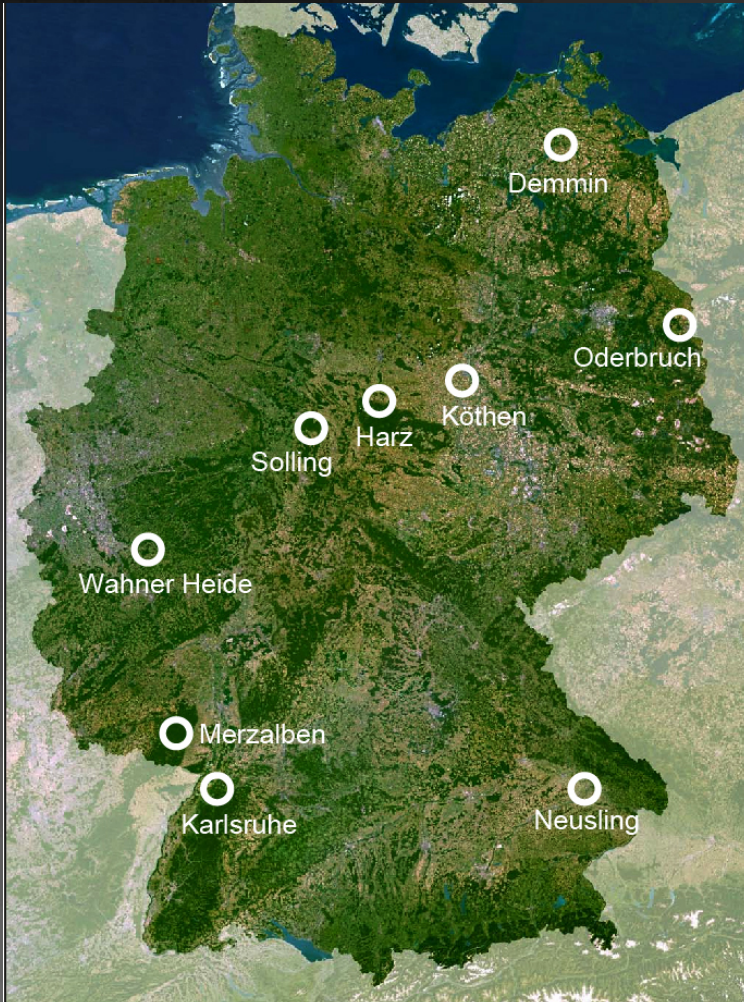 Demmin
Oderbruch
Köthen
Harz
Solling
Wahner Heide
Merzalben
Karlsruhe
Neusling